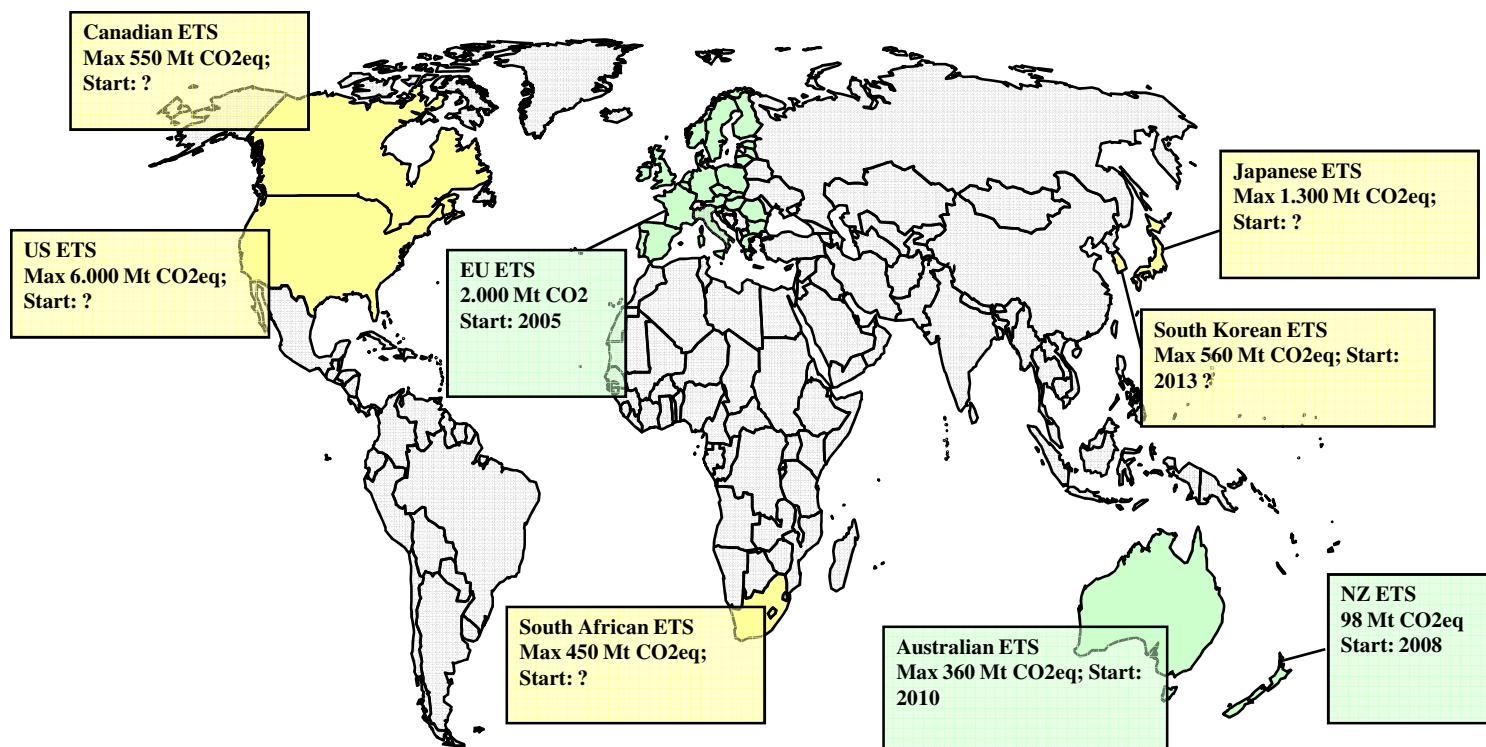 Canadian ETS
Max 550 Mt CO2eq;
Start: ?
US ETS
Max 6.000 Mt CO2eq;
Start: ?
EU ETS
2.000 Mt CO2
Start: 2005
Japanese ETS
Max 1.300 Mt CO2eq;
Start: ?
South Korean ETS
Max 560 Mt CO2eq; Start:
2013 ?
South African ETS
Max 450 Mt CO2eq;
Start: ?
Australian ETS
Max 360 Mt CO2eq; Start:
2010
NZ ETS
98 Mt CO2eq
Start: 2008